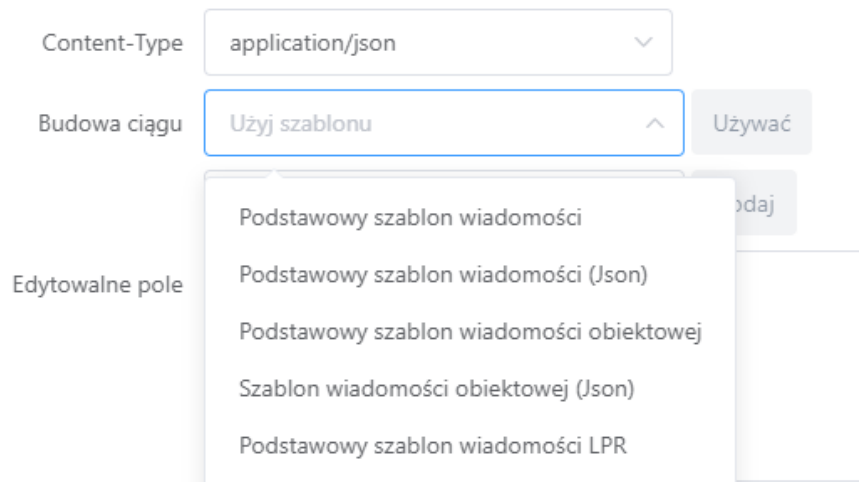 Content-Type application/json
Budowa ciągu Użyj szablonu Używać
Podstawowy szablon wiadomości
Podstawowy szablon wiadomości (Json)
Edytowalne pole
Podstawowy szablon wiadomości obiektowej
Szablon wiadomości obiektowej (Json)
Podstawowy szablon wiadomości LPR